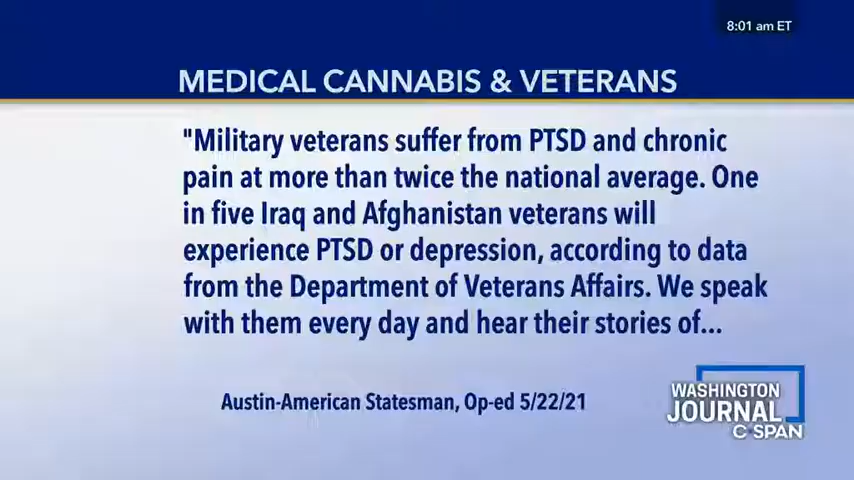 8:01 am ET
MEDICAL CANNABIS & VETERANS
"Military veterans suffer from PTSD and chronic
pain at more than twice the national average. One
in five Iraq and Afghanistan veterans will
experience PTSD or depression, according to data
from the Department of Veterans Affairs. We speak
with them every day and hear their stories of...
Austin-American Statesman, Op-ed 5/22/21
WASHINGTON
JOURNAL
C-SPAN